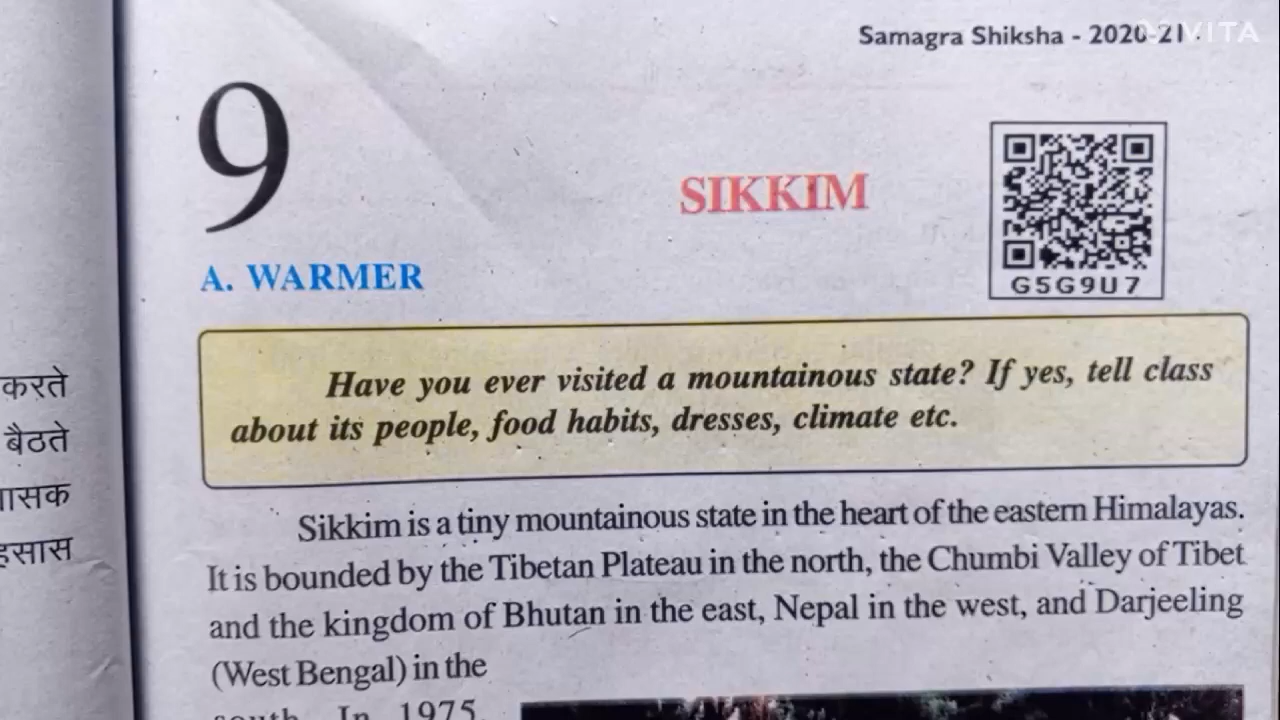 Samagra Shiksha - 2020-21
VITA
9
SIKKIM
G5G9U7
A. WARMER
Have you ever visited a mountainous state? If yes, tell class
about its people, food habits, dresses, climate etc.
करते
बैठते
हसास
Sikkim is a tiny mountainous state in the heart of the eastern Himalayas.
It is bounded by the Tibetan Plateau in the north, the Chumbi Valley of Tibet
and the kingdom of Bhutan in the east, Nepal in the west, and Darjeeling
(West Bengal) in the
south. In 1975,